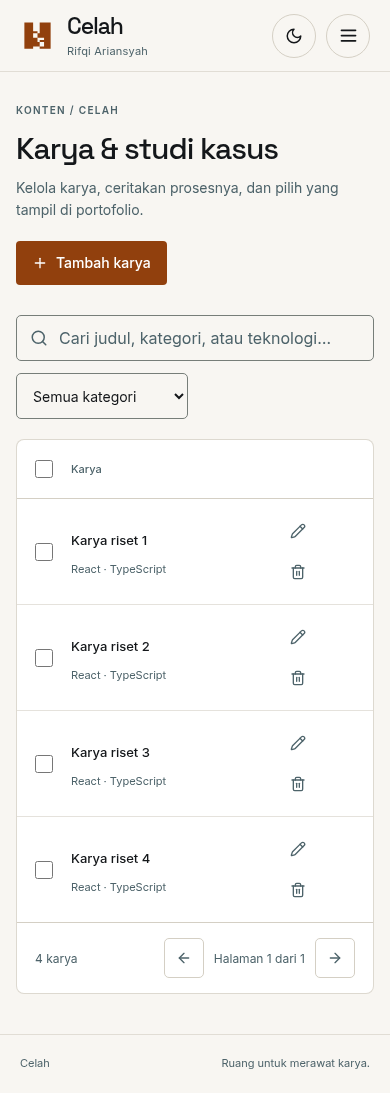 Celah
Rifqi Ariansyah
KONTEN / CELAH
Karya & studi kasus
Kelola karya, ceritakan prosesnya, dan pilih yang
tampil di portofolio.
+ Tambah karya
Cari judul, kategori, atau teknologi...
Semua kategori
Karya
Karya riset 1
React · TypeScript
Karya riset 2
React · TypeScript
Karya riset 3
React · TypeScript
Karya riset 4
React · TypeScript
4 karya
Halaman 1 dari 1
Celah
Ruang untuk merawat karya.